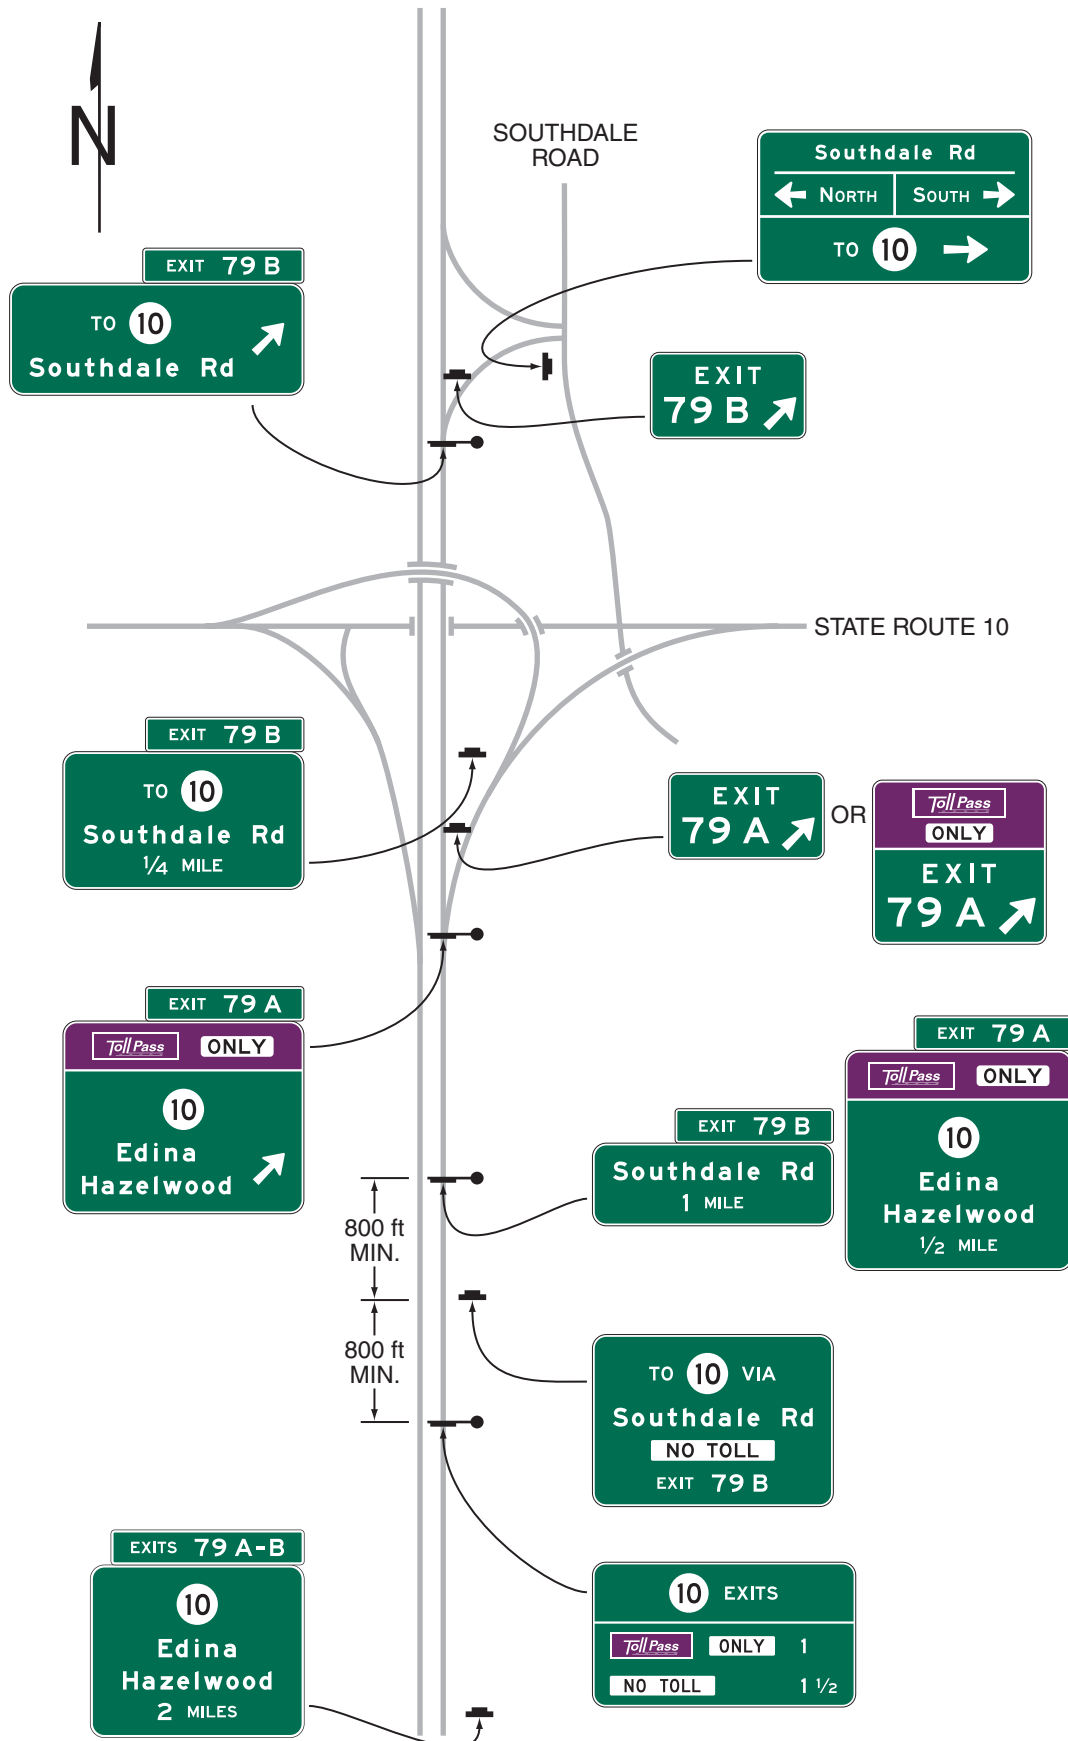 N
SOUTHDALE
ROAD
Southdale Rd
NORTH SOUTH
TO 10
EXIT 79 B
TO 10
Southdale Rd
EXIT
79 B
STATE ROUTE 10
EXIT 79 B
TO 10
Southdale Rd
1/4 MILE
EXIT
79 A
OR
Toll Pass
ONLY
EXIT
79 A
EXIT 79 A
Toll Pass ONLY
10
Edina
Hazelwood
EXIT 79 A
Toll Pass ONLY
10
Edina
Hazelwood
1/2 MILE
EXIT 79 B
Southdale Rd
1 MILE
800 ft
MIN.
800 ft
MIN.
TO 10 VIA
Southdale Rd
NO TOLL
EXIT 79 B
EXITS 79 A-B
10
Edina
Hazelwood
2 MILES
10 EXITS
Toll Pass ONLY 1
NO TOLL 1 1/2